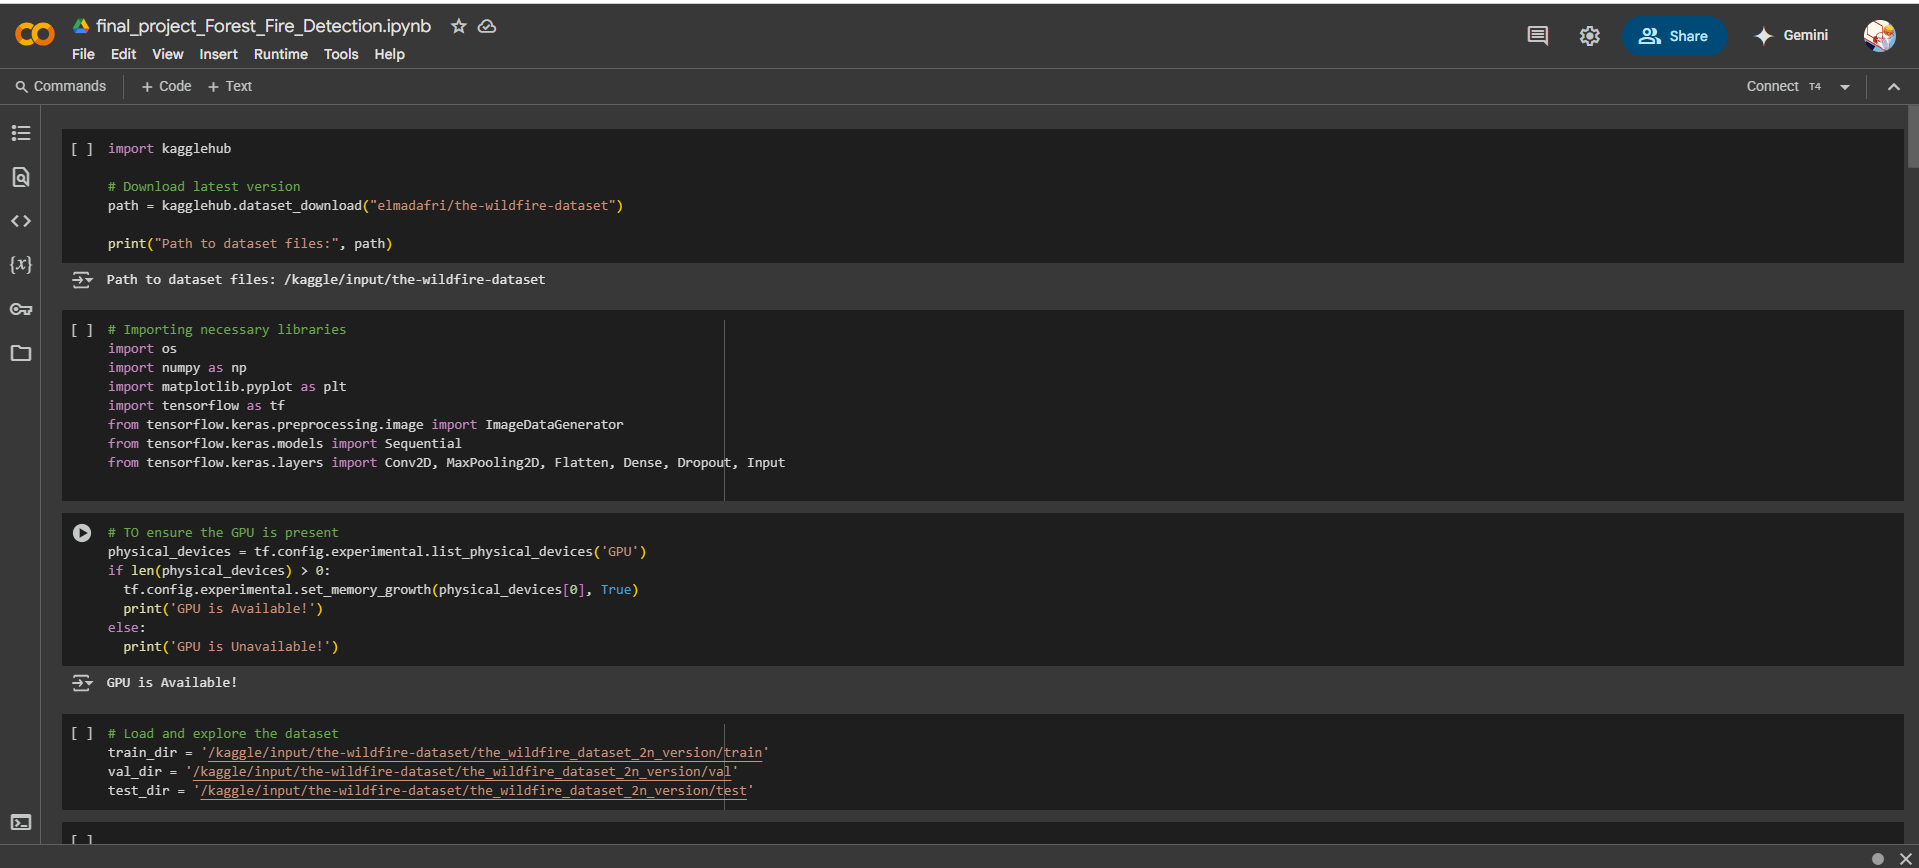 final_project_Forest_Fire_Detection.ipynb
File Edit View Insert Runtime Tools Help
Share
Gemini
Commands + Code + Text
Connect T4
[ ] import kagglehub
# Download latest version
path = kagglehub.dataset_download("elmadafri/the-wildfire-dataset")
print("Path to dataset files:", path)
Path to dataset files: /kaggle/input/the-wildfire-dataset
[ ] # Importing necessary libraries
import os
import numpy as np
import matplotlib.pyplot as plt
import tensorflow as tf
from tensorflow.keras.preprocessing.image import ImageDataGenerator
from tensorflow.keras.models import Sequential
from tensorflow.keras.layers import Conv2D, MaxPooling2D, Flatten, Dense, Dropout, Input
# TO ensure the GPU is present
physical_devices = tf.config.experimental.list_physical_devices('GPU')
if len(physical_devices) > 0:
  tf.config.experimental.set_memory_growth(physical_devices[0], True)
  print('GPU is Available!')
else:
  print('GPU is Unavailable!')
GPU is Available!
[ ] # Load and explore the dataset
train_dir = '/kaggle/input/the-wildfire-dataset/the_wildfire_dataset_2n_version/train'
val_dir = '/kaggle/input/the-wildfire-dataset/the_wildfire_dataset_2n_version/val'
test_dir = '/kaggle/input/the-wildfire-dataset/the_wildfire_dataset_2n_version/test'
[ ]